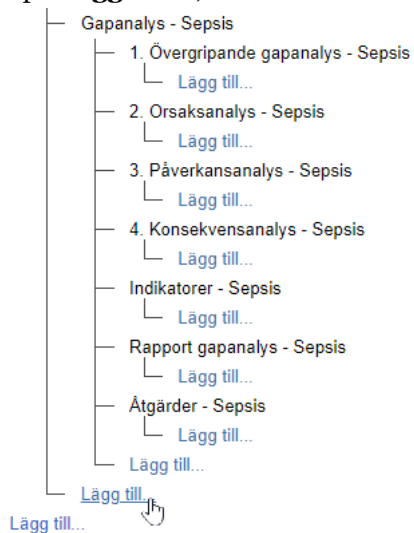 Gapanalys - Sepsis
1. Övergripande gapanalys - Sepsis
Lägg till...
2. Orsaksanalys - Sepsis
Lägg till...
3. Påverkansanalys - Sepsis
Lägg till...
4. Konsekvensanalys - Sepsis
Lägg till...
Indikatorer - Sepsis
Lägg till...
Rapport gapanalys - Sepsis
Lägg till...
Åtgärder - Sepsis
Lägg till...
Lägg till...
Lägg till...
Lägg till...